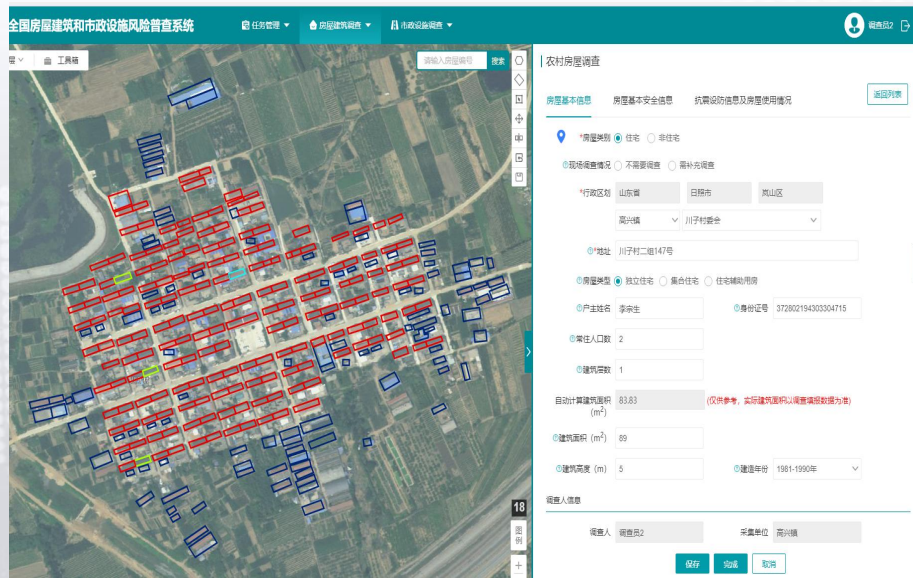 全国房屋建筑和市政设施风险普查系统
任务管理 房屋建筑调查 市政设施调查
调查员2
层 工具箱
请输入房屋编号 搜索
农村房屋调查
房屋基本信息 房屋基本安全信息 抗震设防信息及房屋使用情况 返回列表
*房屋类别 住宅 非住宅
现场调查情况 不需要调查 需补充调查
*行政区划 山东省 日照市 岚山区
高兴镇 川子村委会
*地址 川子村二组147号
房屋类型 独立住宅 集合住宅 住宅辅助用房
产主姓名 李宗生 身份证号 372802194303304715
常住人口数 2
建筑层数 1
自动计算建筑面积 (m²) 83.83 (仅供参考，实际建筑面积以调查填报数据为准)
建筑面积 (m²) 89
建筑高度 (m) 5 建造年份 1981-1990年
调查人信息
调查人 调查员2 采集单位 高兴镇
保存 完成 取消
18
图例